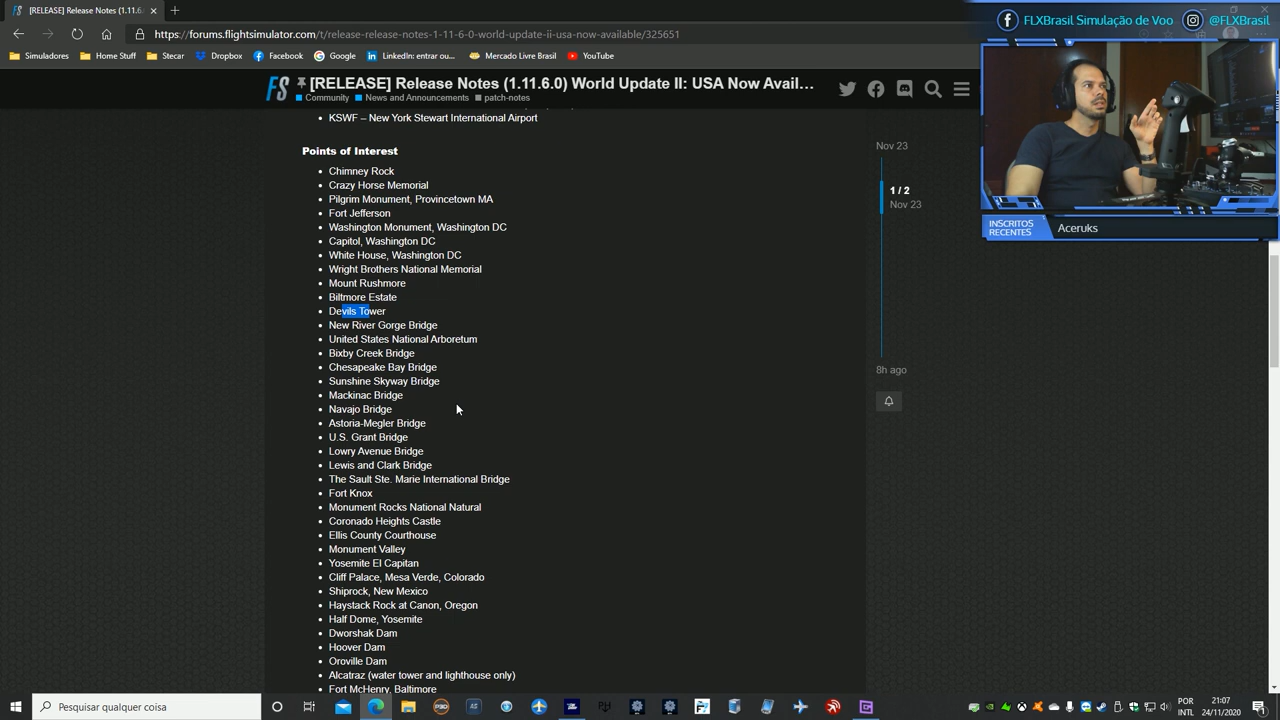 [RELEASE] Release Notes (1.11.6.
https://forums.flightsimulator.com/t/release-release-notes-1-11-6-0-world-update-ii-usa-now-available/325651
Simuladores
Home Stuff
Stecar
Dropbox
Facebook
Google
LinkedIn: entrar ou...
Mercado Livre Brasil
YouTube
FLXBrasil Simulação de Voo
@FLXBrasil
FS
[RELEASE] Release Notes (1.11.6.0) World Update II: USA Now Avail...
Community News and Announcements patch-notes
KSWF – New York Stewart International Airport
Points of Interest
Chimney Rock
Crazy Horse Memorial
Pilgrim Monument, Provincetown MA
Fort Jefferson
Washington Monument, Washington DC
Capitol, Washington DC
White House, Washington DC
Wright Brothers National Memorial
Mount Rushmore
Biltmore Estate
Devils Tower
New River Gorge Bridge
United States National Arboretum
Bixby Creek Bridge
Chesapeake Bay Bridge
Sunshine Skyway Bridge
Mackinac Bridge
Navajo Bridge
Astoria-Megler Bridge
U.S. Grant Bridge
Lowry Avenue Bridge
Lewis and Clark Bridge
The Sault Ste. Marie International Bridge
Fort Knox
Monument Rocks National Natural
Coronado Heights Castle
Ellis County Courthouse
Monument Valley
Yosemite El Capitan
Cliff Palace, Mesa Verde, Colorado
Shiprock, New Mexico
Haystack Rock at Canon, Oregon
Half Dome, Yosemite
Dworshak Dam
Hoover Dam
Oroville Dam
Alcatraz (water tower and lighthouse only)
Fort McHenry, Baltimore
Nov 23
1 / 2
Nov 23
8h ago
INSCRITOS
RECENTES
Aceruks
Pesquisar qualquer coisa
P3D
AS
POR
INTL
21:07
24/11/2020